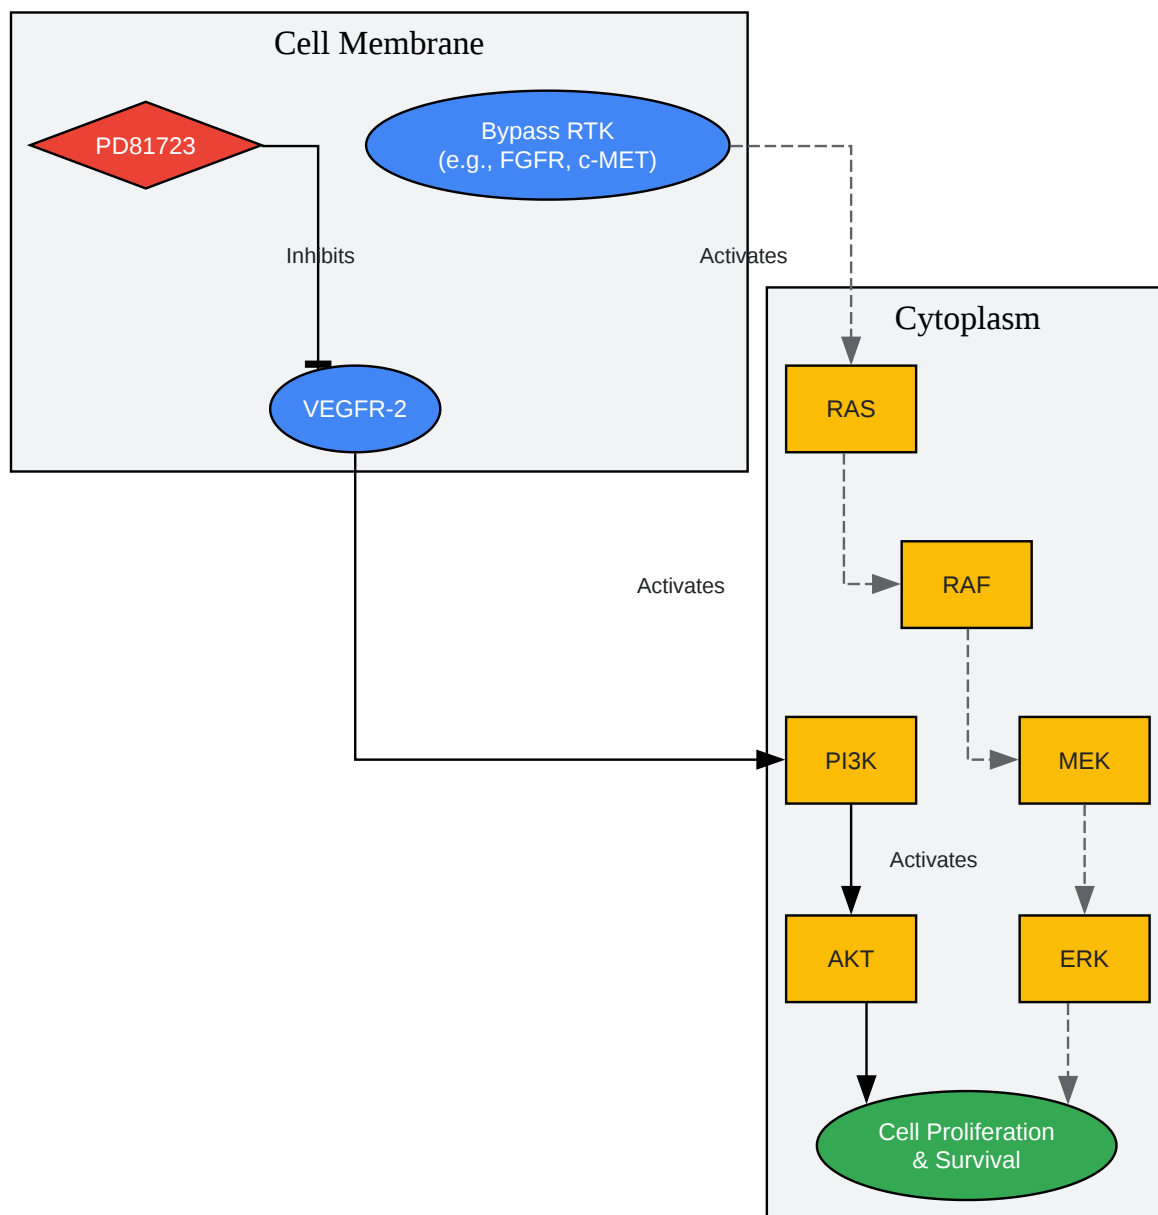 Cell Membrane
PD81723
Bypass RTK
(e.g., FGFR, c-MET)
Inhibits
Activates
Cytoplasm
VEGFR-2
RAS
Activates
RAF
PI3K
MEK
Activates
AKT
ERK
Cell Proliferation
& Survival